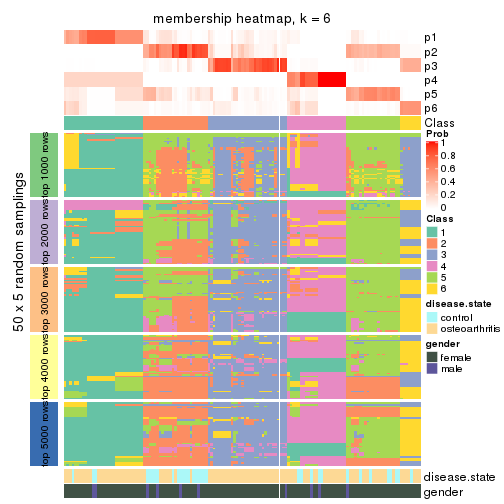 membership heatmap, k = 6
p1
p2
p3
p4
p5
p6
Class
50 x 5 random samplings
top 1000 rows
top 2000 rows
top 3000 rows
top 4000 rows
top 5000 rows
disease.state
gender
Prob
1
0.8
0.6
0.4
0.2
0
Class
1
2
3
4
5
6
disease.state
control
osteoarthritis
gender
female
male